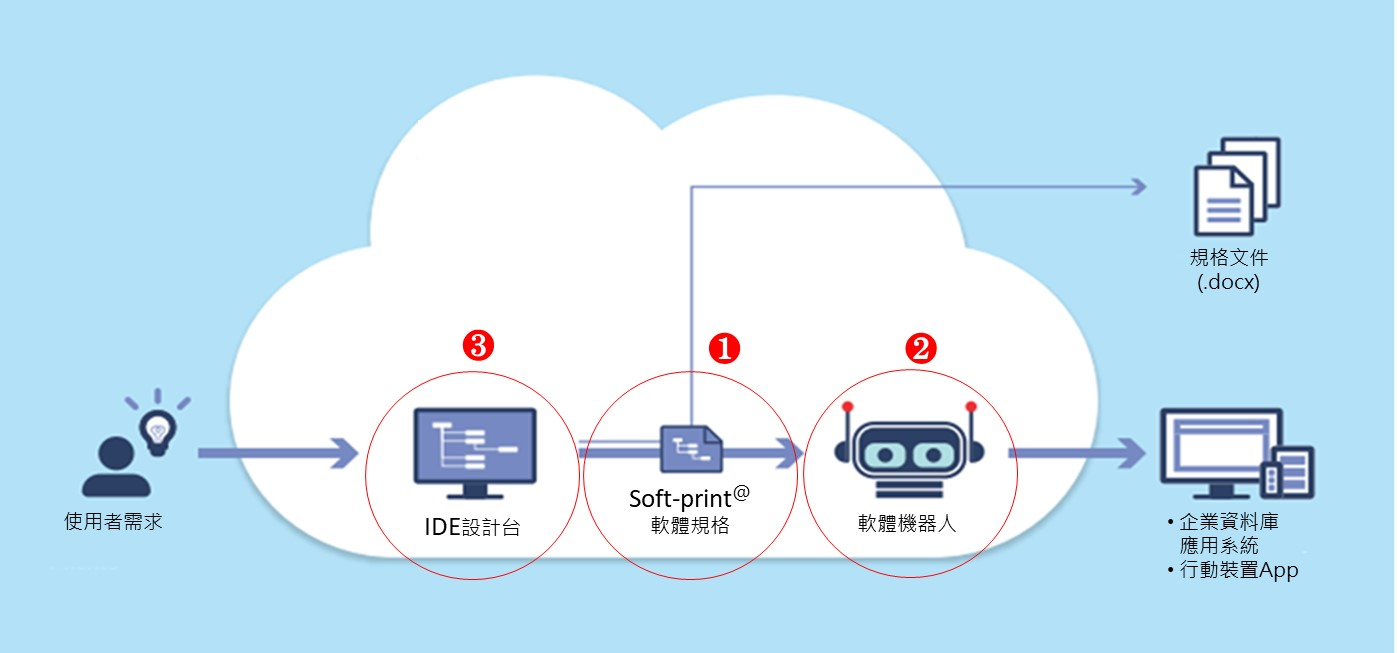 規格文件
(.docx)
❸
❶
❷
使用者需求
IDE設計台
Soft-print@
軟體規格
軟體機器人
• 企業資料庫
應用系統
• 行動裝置App